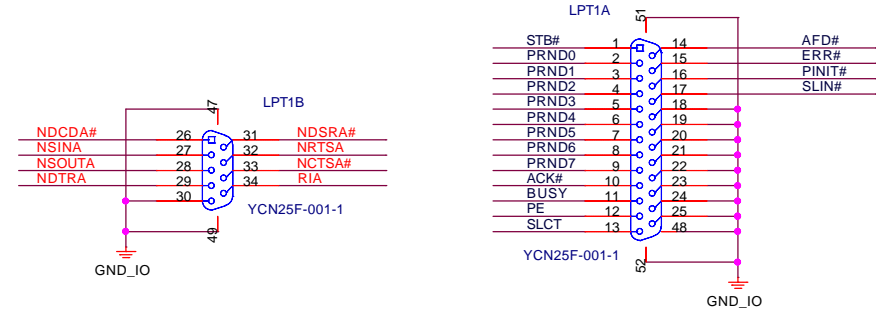 LPT1B
47
NDCDA# 26 31 NDSRA#
NSINA 27 32 NRTSA
NSOUTA 28 33 NCTSA#
NDTRA 29 34 RIA
30
YCN25F-001-1
49
GND_IO
LPT1A
51
STB# 1 14 AFD#
PRND0 2 15 ERR#
PRND1 3 16 PINIT#
PRND2 4 17 SLIN#
PRND3 5 18
PRND4 6 19
PRND5 7 20
PRND6 8 21
PRND7 9 22
ACK# 10 23
BUSY 11 24
PE 12 25
SLCT 13 48
YCN25F-001-1
52
GND_IO